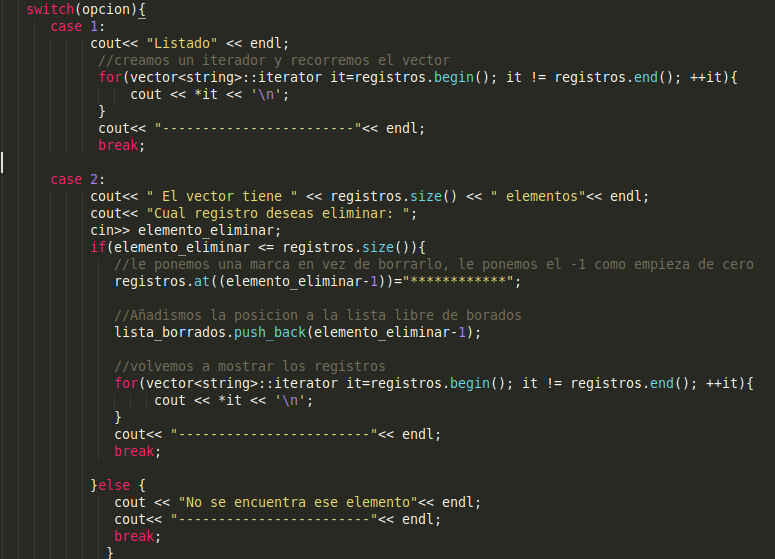 switch(opcion){
case 1:
cout<< "Listado" << endl;
//creamos un iterador y recorremos el vector
for(vector<string>::iterator it=registros.begin(); it != registros.end(); ++it){
cout << *it << '\n';
}
cout<< "------------------------"<< endl;
break;
case 2:
cout<< " El vector tiene " << registros.size() << " elementos"<< endl;
cout<< "Cual registro deseas eliminar: ";
cin>> elemento_eliminar;
if(elemento_eliminar <= registros.size()){
//le ponemos una marca en vez de borrarlo, le ponemos el -1 como empieza de cero
registros.at((elemento_eliminar-1))="************";
//Añadismos la posicion a la lista libre de borados
lista_borrados.push_back(elemento_eliminar-1);
//volvemos a mostrar los registros
for(vector<string>::iterator it=registros.begin(); it != registros.end(); ++it){
cout << *it << '\n';
}
cout<< "------------------------"<< endl;
break;
}else {
cout << "No se encuentra ese elemento"<< endl;
cout<< "------------------------"<< endl;
break;
}